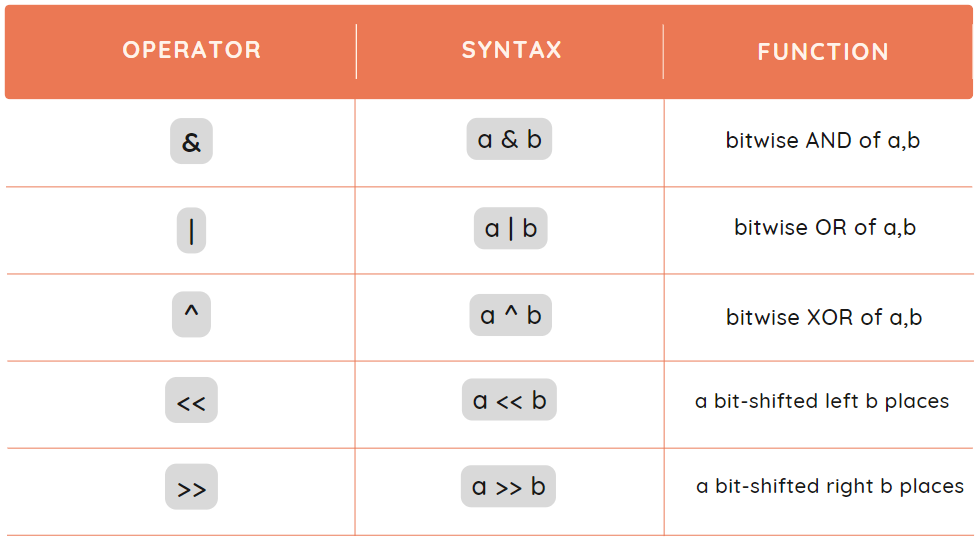 OPERATOR SYNTAX FUNCTION
& a & b bitwise AND of a,b
| a | b bitwise OR of a,b
^ a ^ b bitwise XOR of a,b
<< a << b a bit-shifted left b places
>> a >> b a bit-shifted right b places